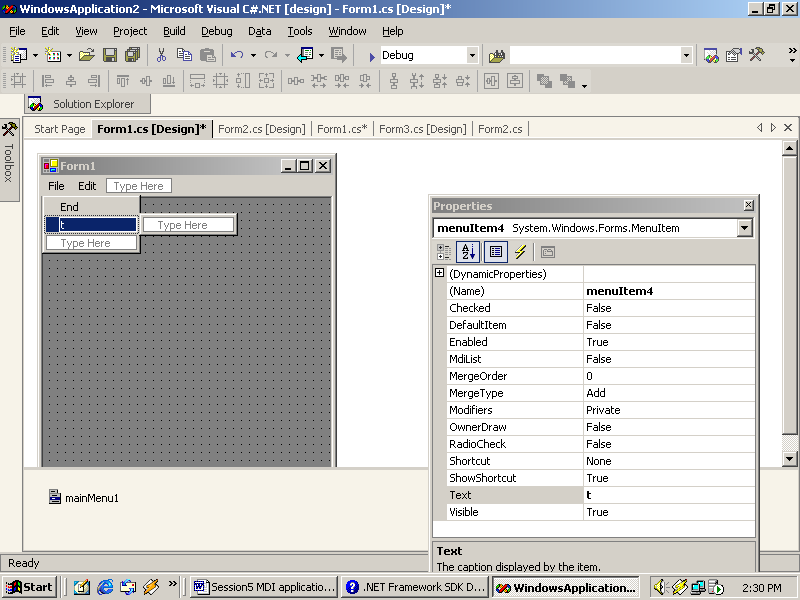 WindowsApplication2 - Microsoft Visual C#.NET [design] - Form1.cs [Design]*
File Edit View Project Build Debug Data Tools Window Help
Debug
Solution Explorer
Toolbox
Start Page Form1.cs [Design]* Form2.cs [Design] Form1.cs* Form3.cs [Design] Form2.cs
Form1
File Edit Type Here
End
t Type Here
Type Here
mainMenu1
Properties
menuItem4 System.Windows.Forms.MenuItem
(DynamicProperties)
(Name) menuItem4
Checked False
DefaultItem False
Enabled True
MdiList False
MergeOrder 0
MergeType Add
Modifiers Private
OwnerDraw False
RadioCheck False
Shortcut None
ShowShortcut True
Text t
Visible True
Text
The caption displayed by the item.
Ready
Start Session5 MDI applicatio... .NET Framework SDK D... WindowsApplication... 2:30 PM